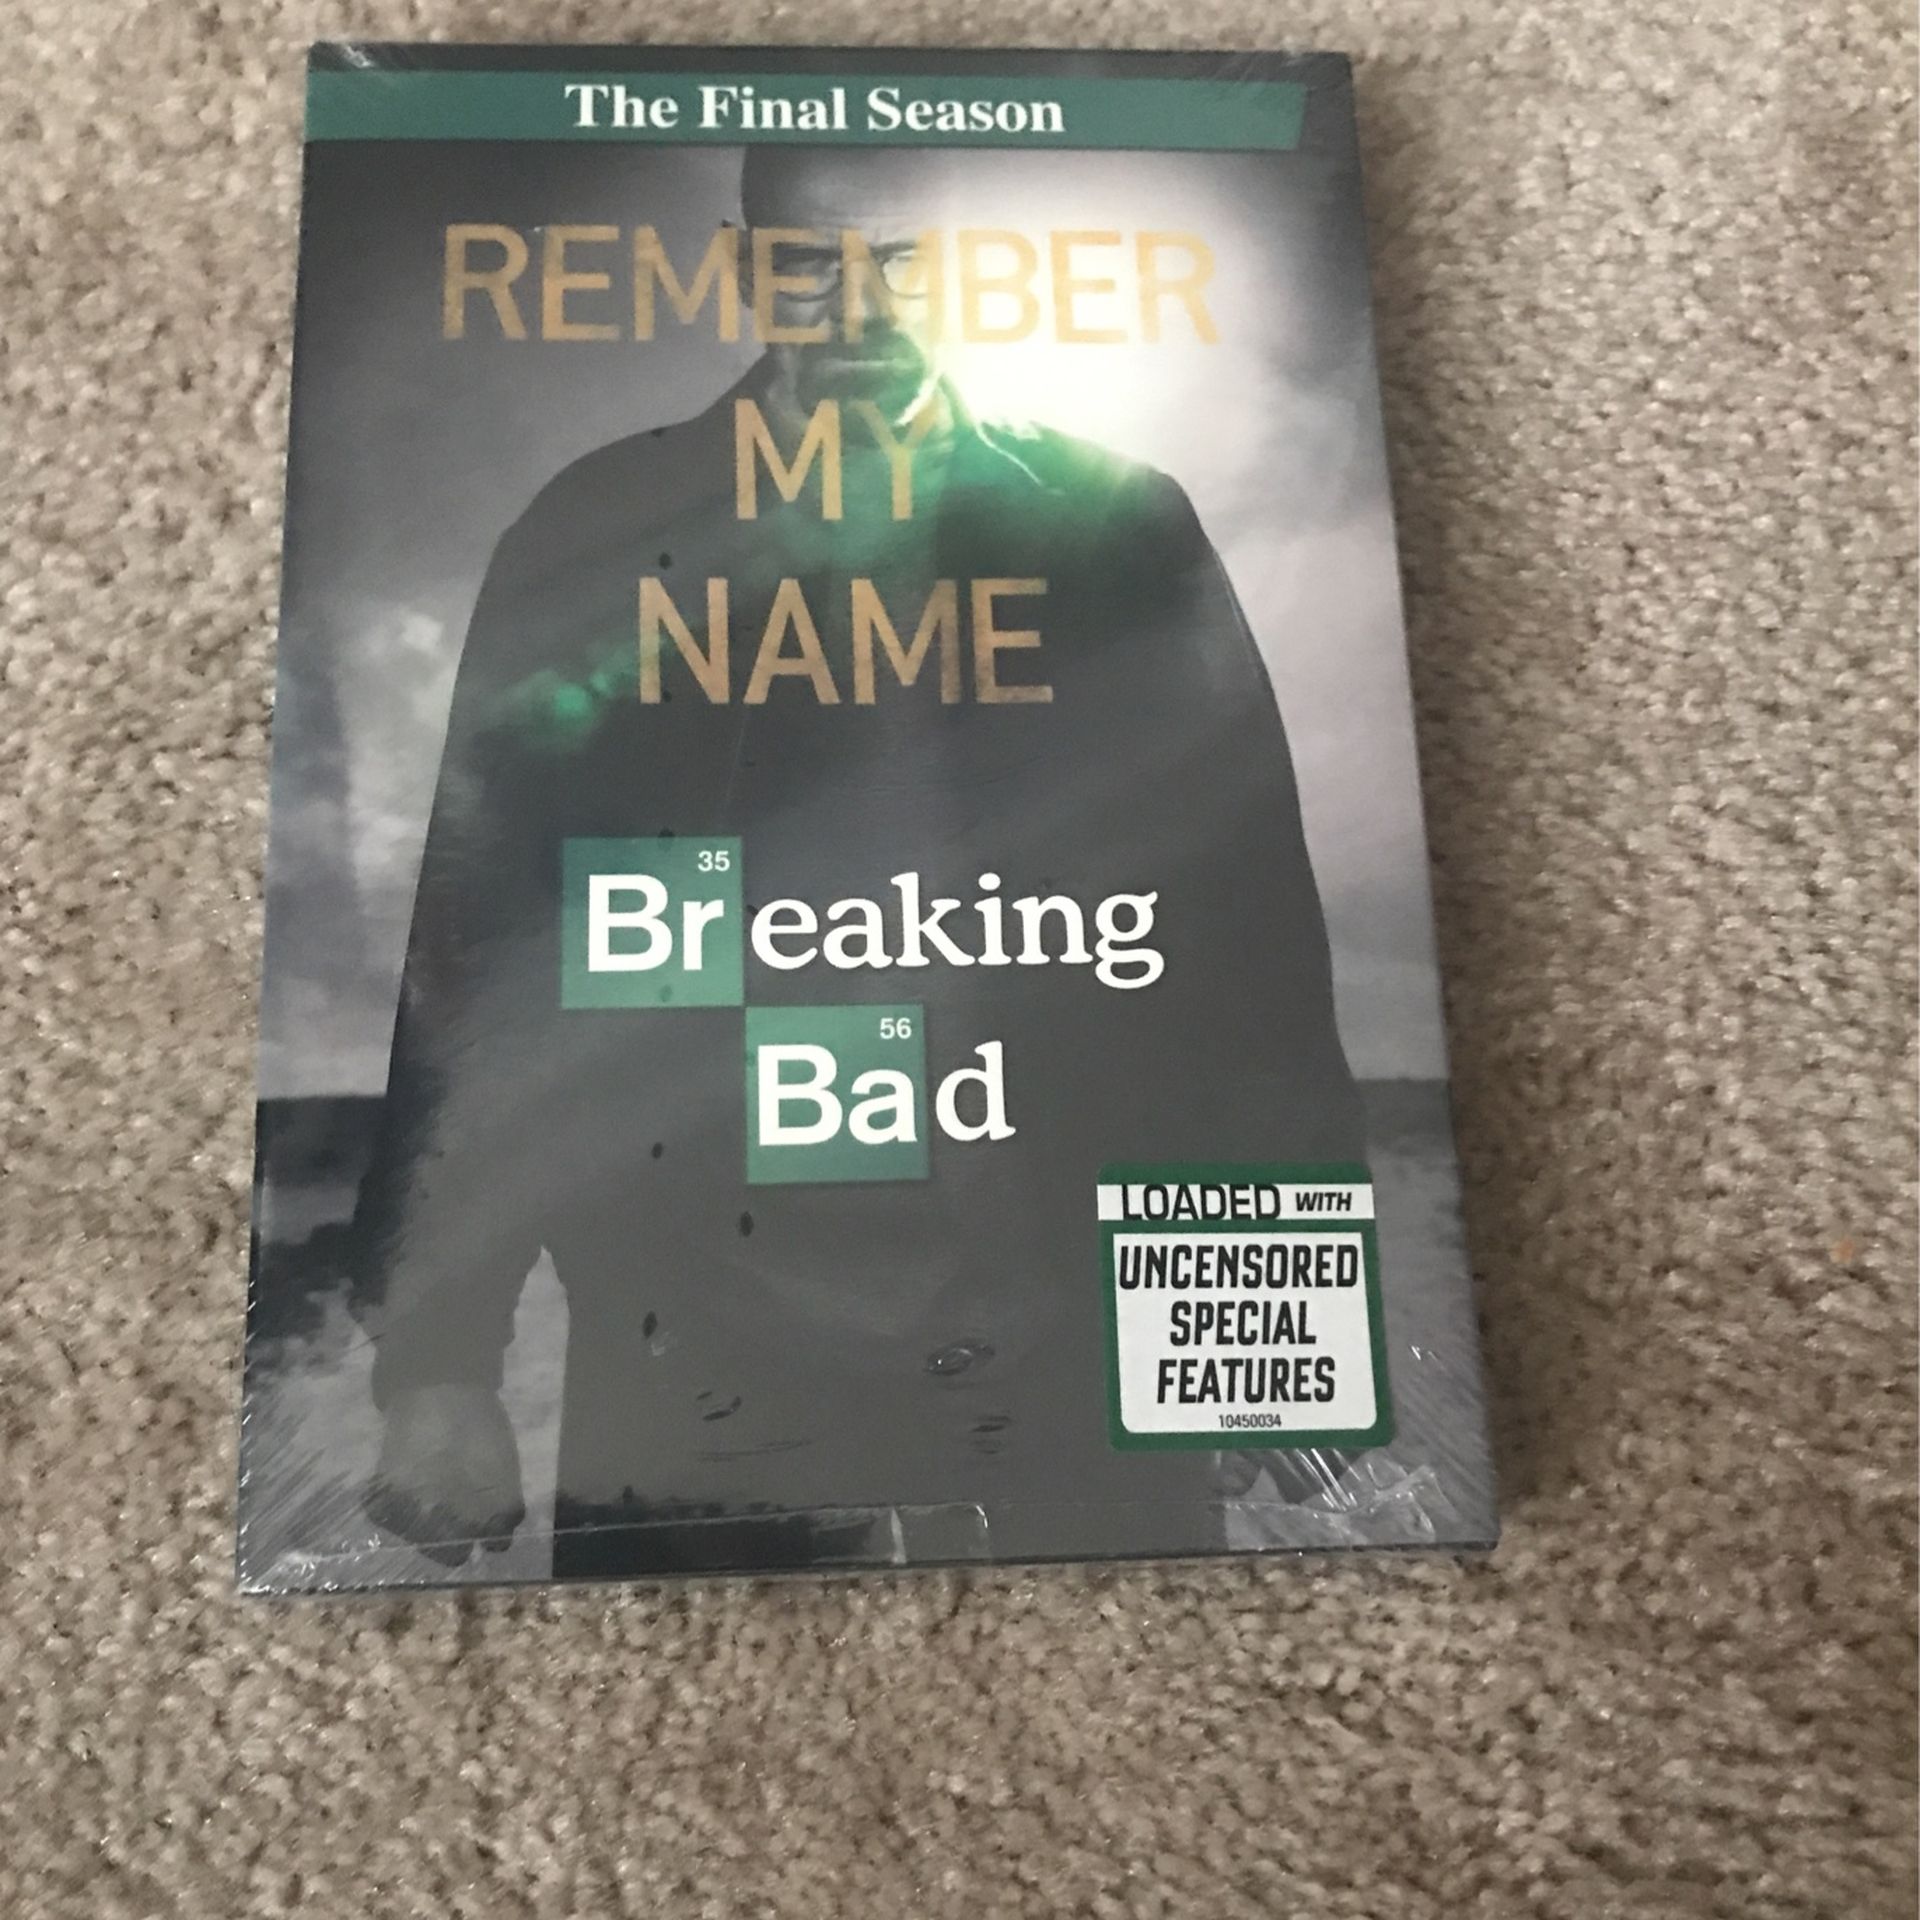 The Final Season
REMEMBER
MY
NAME
35
Breaking
56
Bad
LOADED WITH
UNCENSORED
SPECIAL
FEATURES
10450034